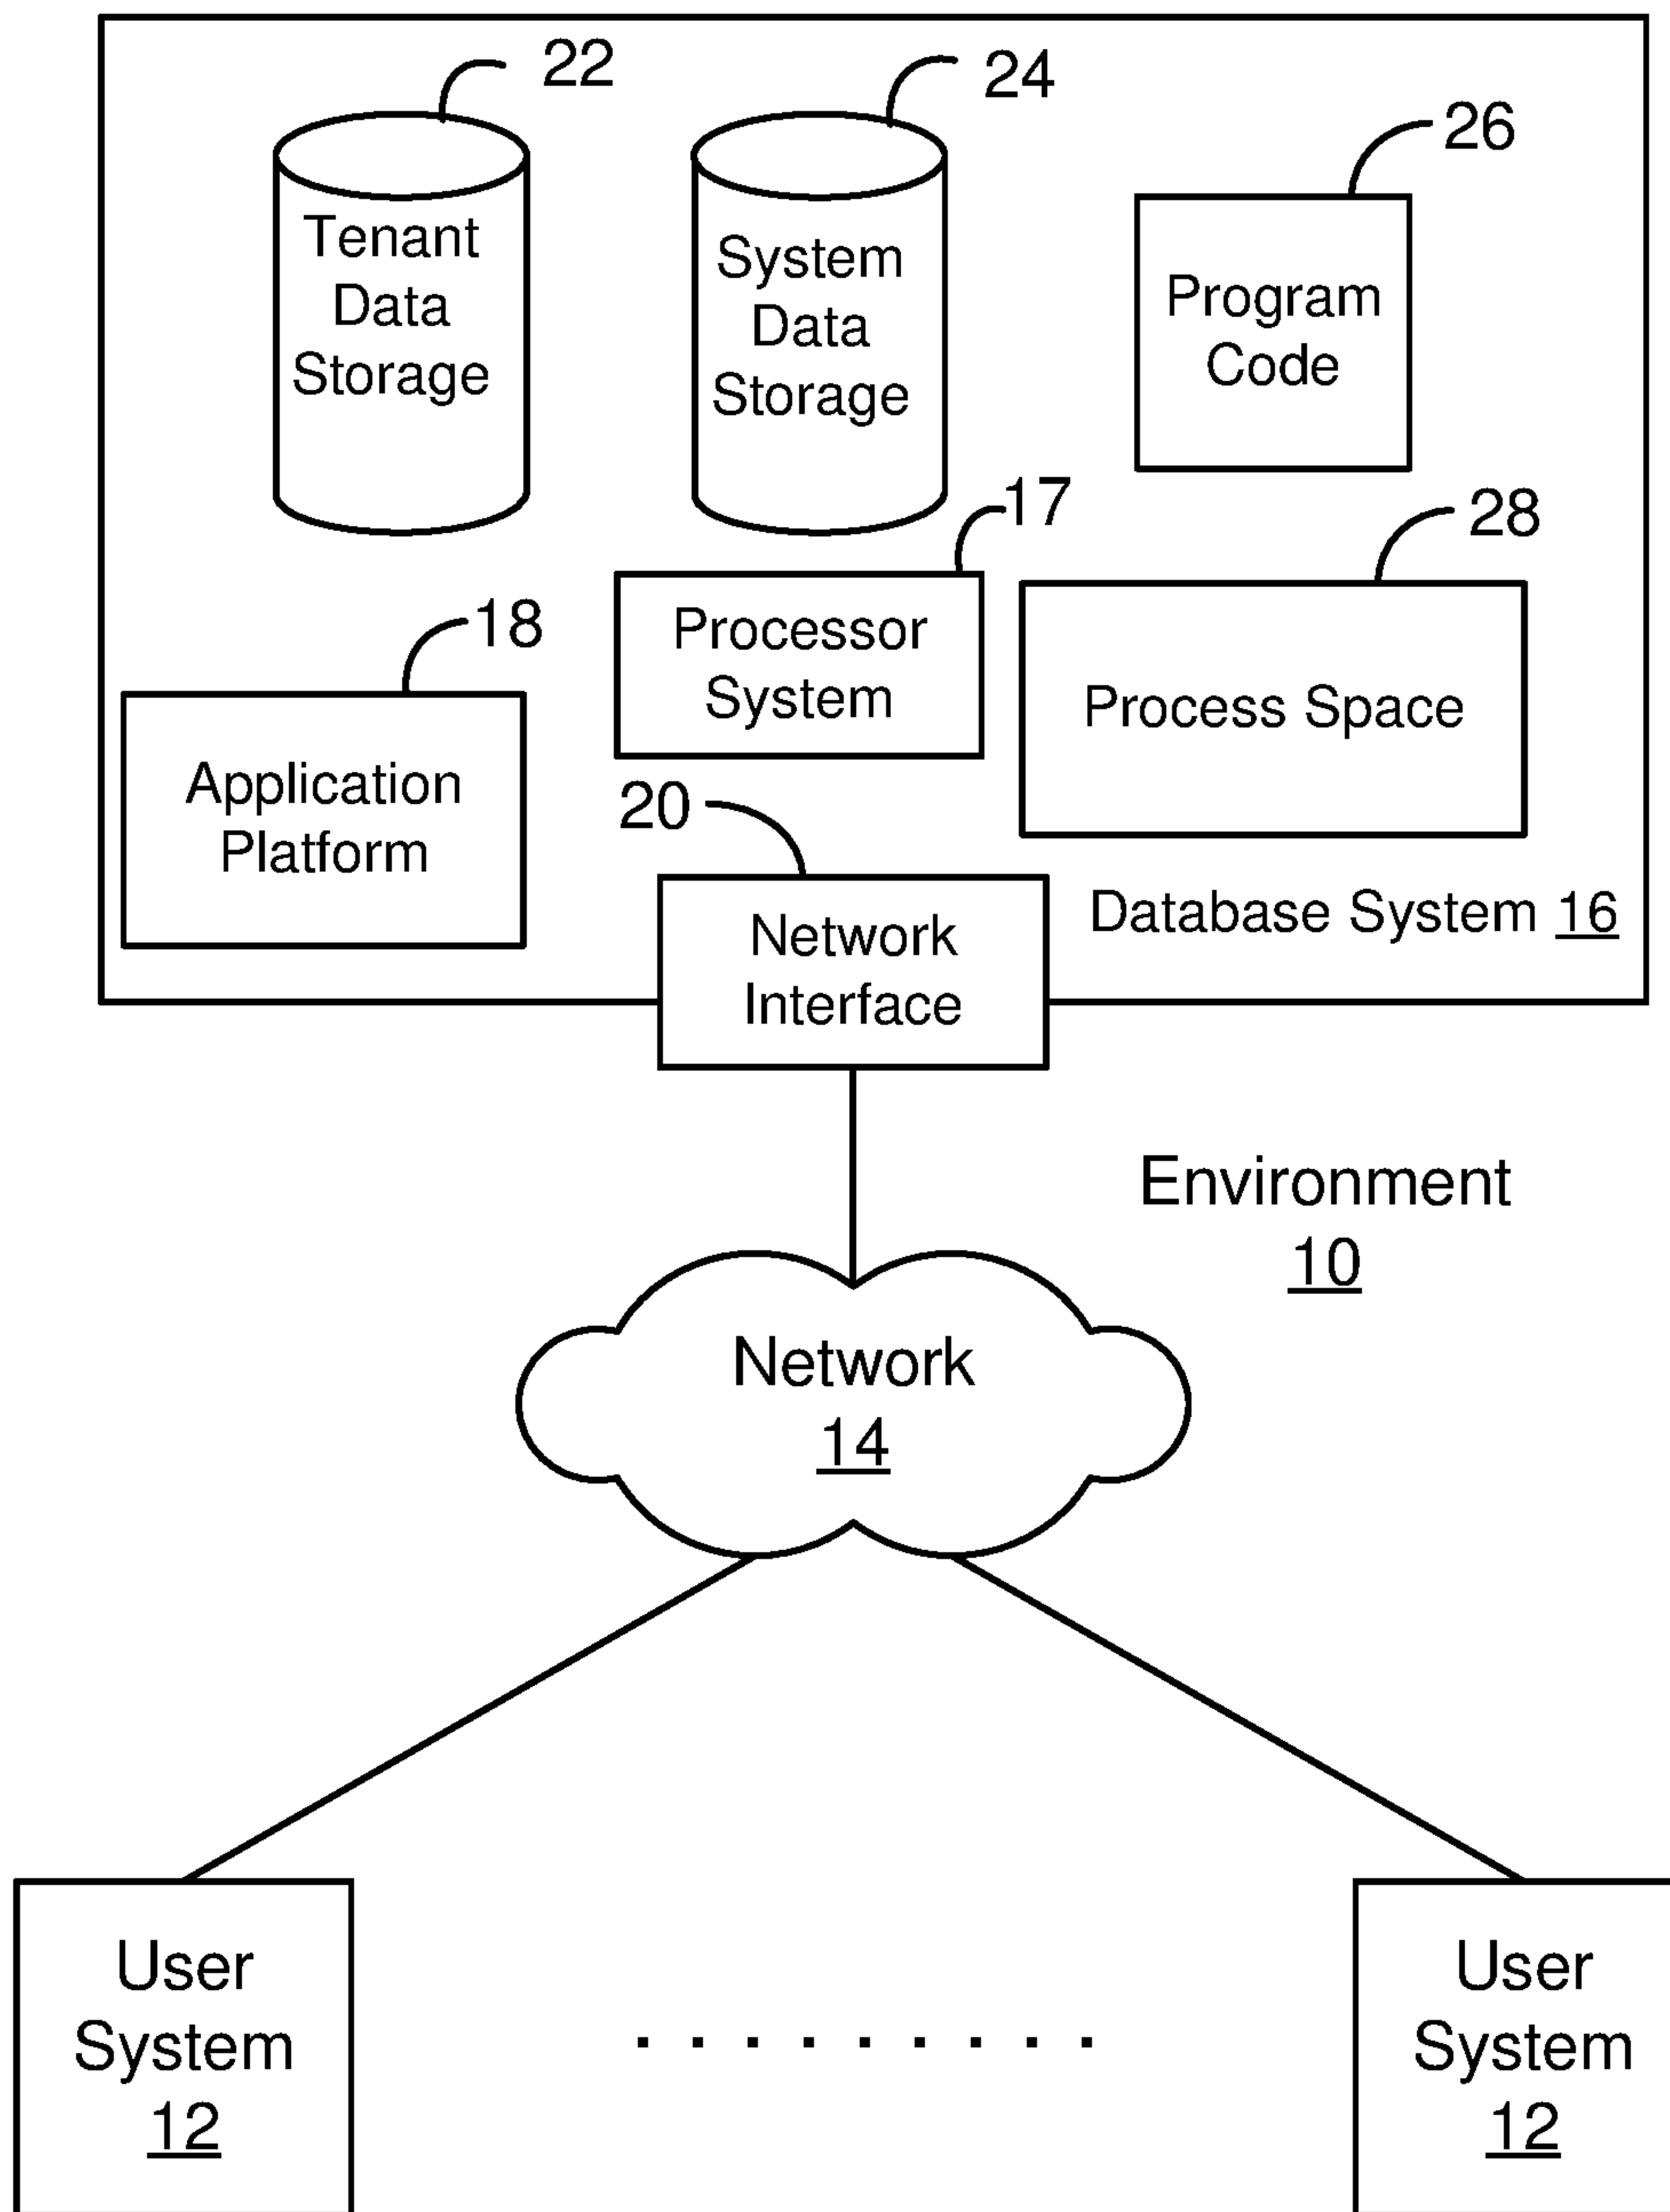 22
24
26
Tenant
Data
Storage
System
Data
Storage
Program
Code
17
28
18
Processor
System
Process Space
Application
Platform
20
Network
Interface
Database System 16
Environment
10
Network
14
User
System
12
. . . . . . . . .
User
System
12